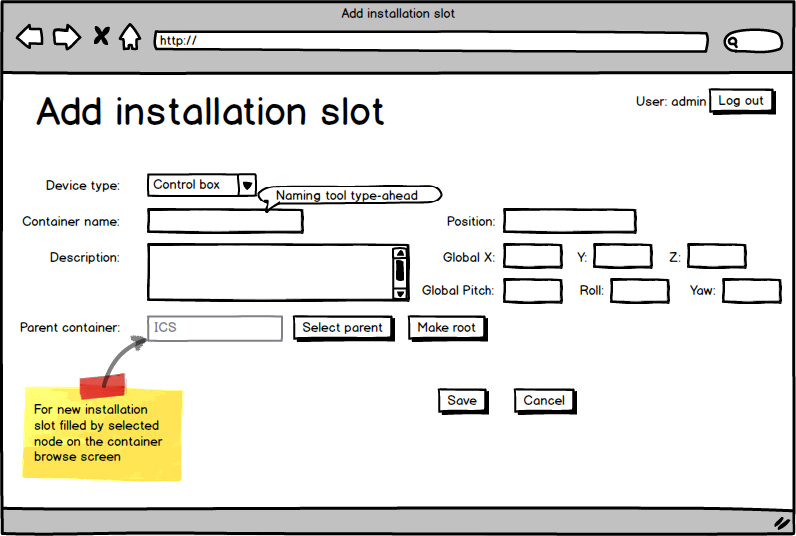 Add installation slot
http://
Add installation slot
User: admin
Log out
Device type:
Control box
Naming tool type-ahead
Container name:
Position:
Description:
Global X:
Y:
Z:
Global Pitch:
Roll:
Yaw:
Parent container:
ICS
Select parent
Make root
Save
Cancel
For new installation
slot filled by selected
node on the container
browse screen